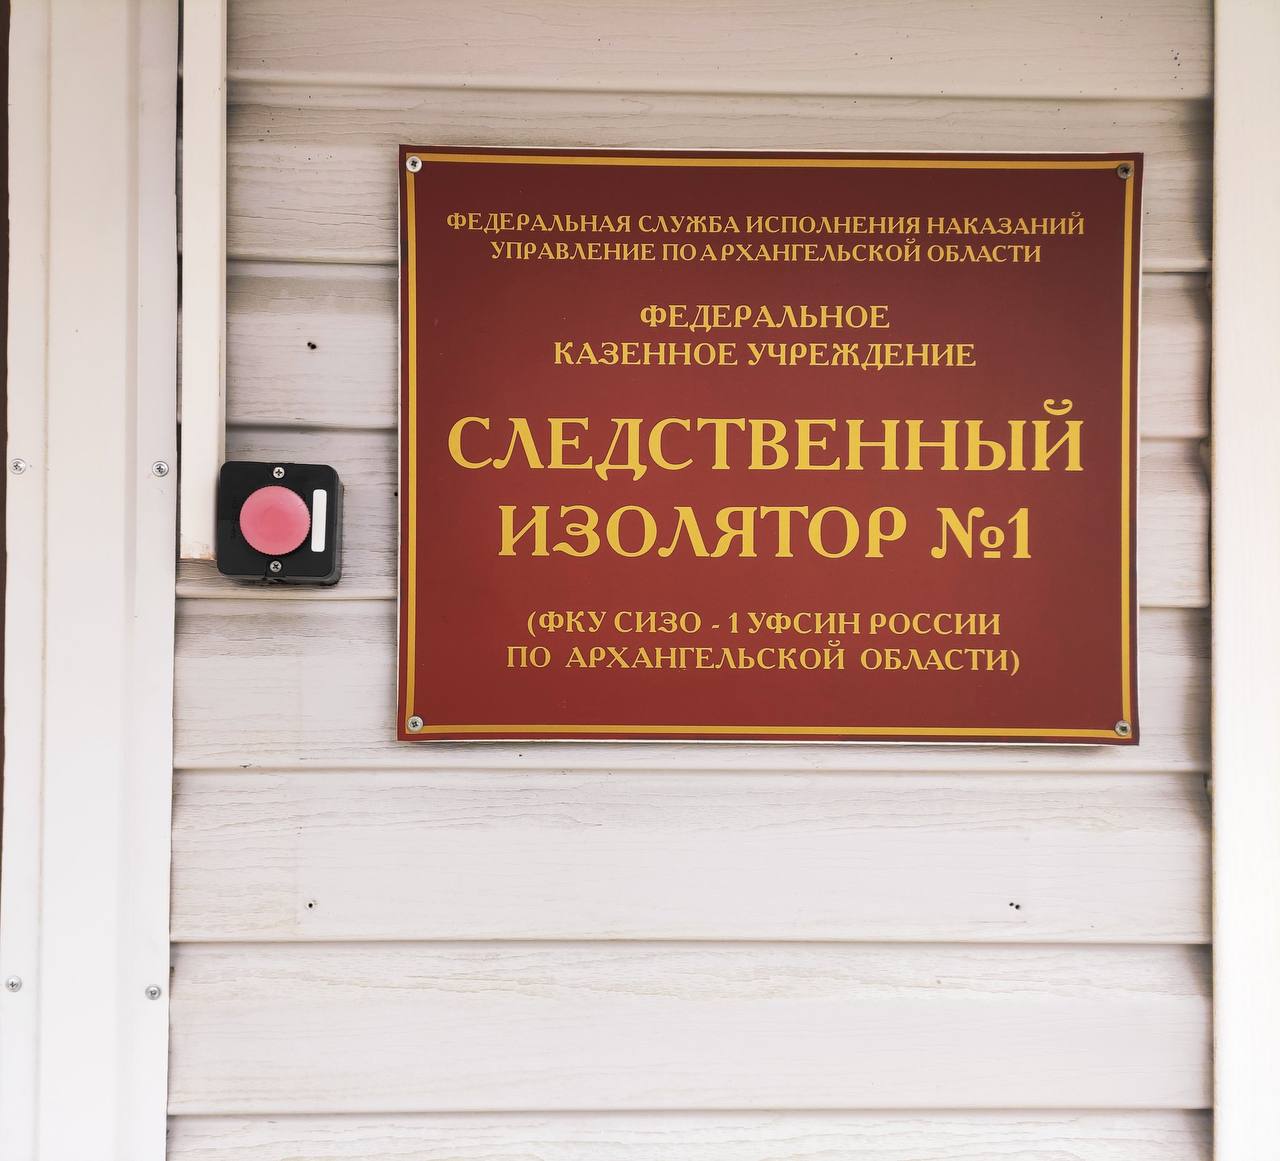 ФЕДЕРАЛЬНАЯ СЛУЖБА ИСПОЛНЕНИЯ НАКАЗАНИЙ
УПРАВЛЕНИЕ ПО АРХАНГЕЛЬСКОЙ ОБЛАСТИ
ФЕДЕРАЛЬНОЕ
КАЗЕННОЕ УЧРЕЖДЕНИЕ
СЛЕДСТВЕННЫЙ
ИЗОЛЯТОР №1
(ФКУ СИЗО - 1 УФСИН РОССИИ
ПО АРХАНГЕЛЬСКОЙ ОБЛАСТИ)